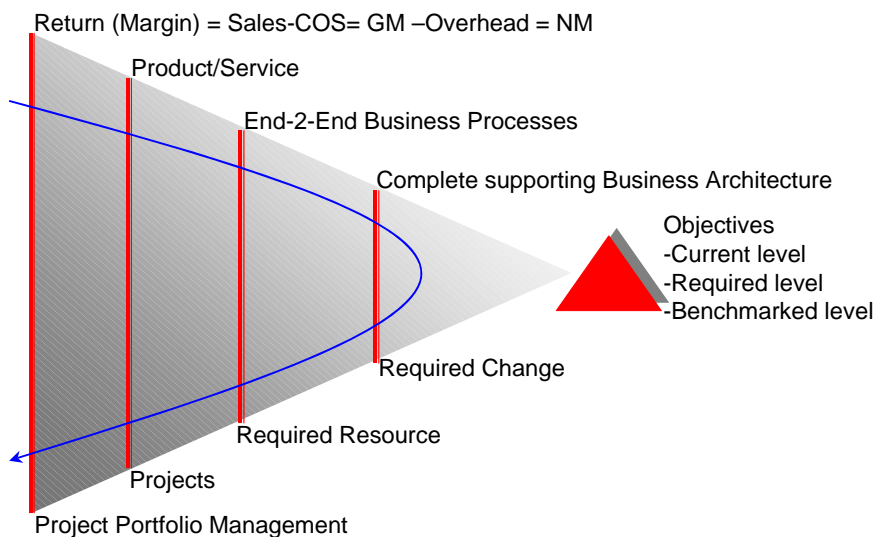 Return (Margin) = Sales-COS= GM –Overhead = NM
Product/Service
End-2-End Business Processes
Complete supporting Business Architecture
Objectives
-Current level
-Required level
-Benchmarked level
Required Change
Required Resource
Projects
Project Portfolio Management